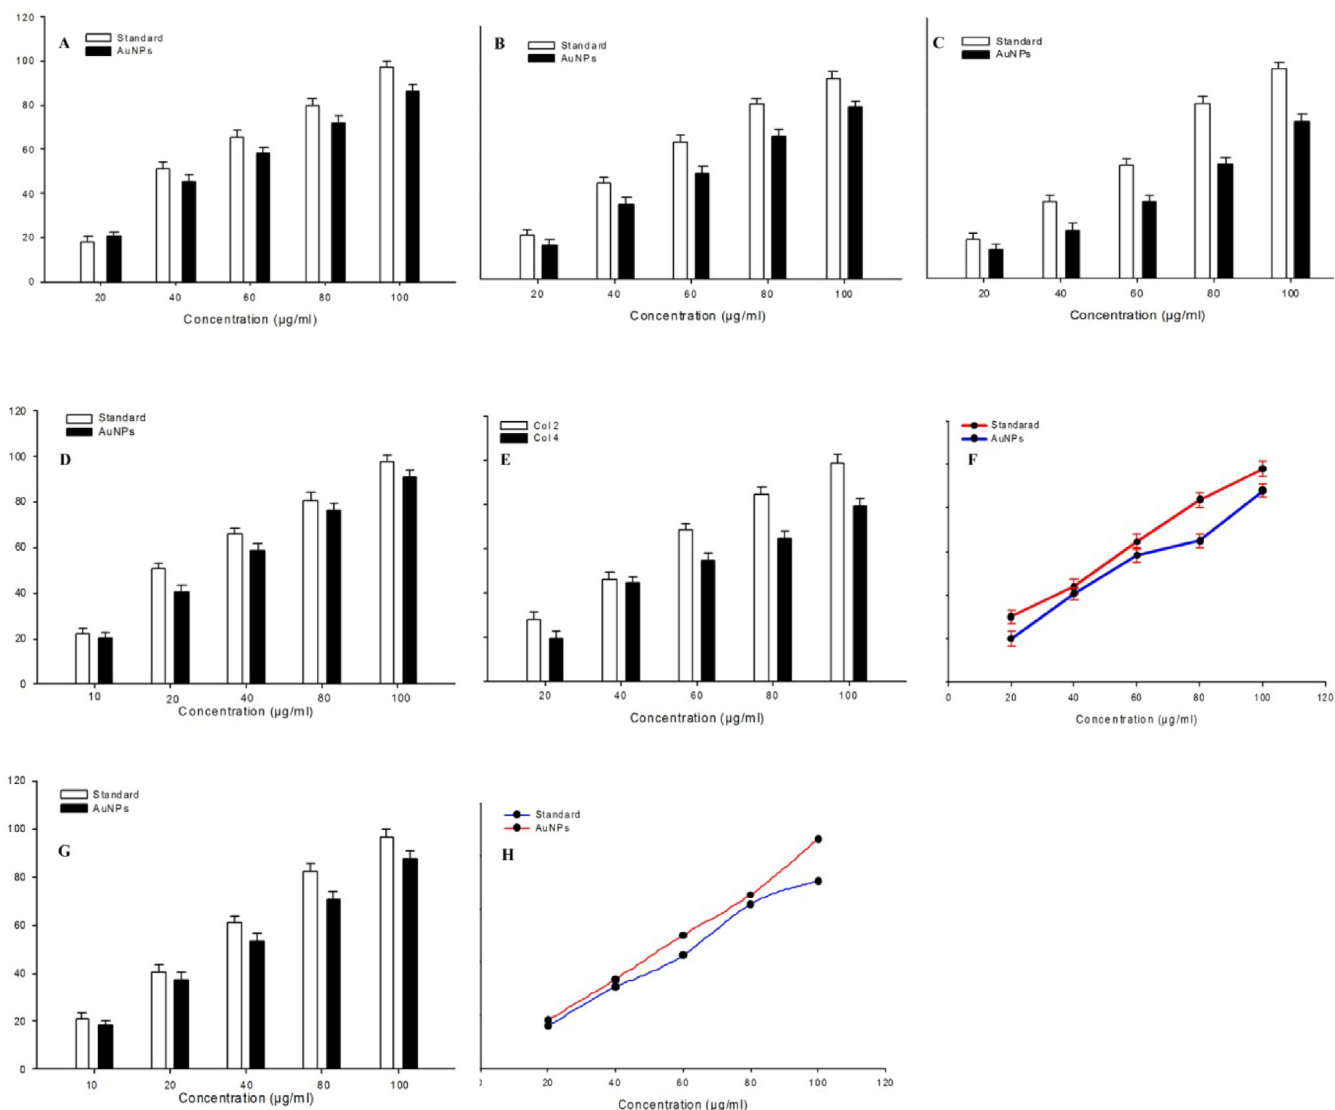 120
100
80
60
40
20
0
A
Standard
AuNPs
20 40 60 80 100
Concentration (µg/ml)
B
Standard
AuNPs
20 40 60 80 100
Concentration (µg/ml)
C
Standard
AuNPs
20 40 60 80 100
Concentration (µg/ml)
120
100
80
60
40
20
0
D
Standard
AuNPs
10 20 40 80 100
Concentration (µg/ml)
E
Col 2
Col 4
20 40 60 80 100
Concentration (µg/ml)
F
Standarad
AuNPs
0 20 40 60 80 100 120
Concentration (µg/ml)
120
100
80
60
40
20
0
G
Standard
AuNPs
10 20 40 80 100
Concentration (µg/ml)
H
Standard
AuNPs
0 20 40 60 80 100 120
Concentration (µg/ml)